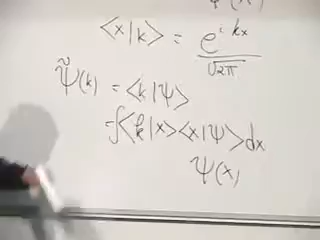 ψ(x)
<x|k> = e^{ikx}/√2π
ψ̃(k) = <k|ψ>
=∫<k|x><x|ψ>dx
ψ(x)